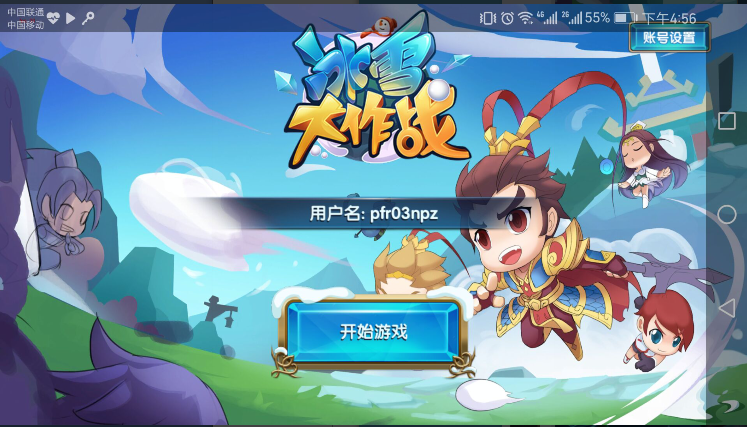 中国联通
中国移动
4G 2G 55% 下午4:56
账号设置
冰雪
大作战
用户名: pfr03npz
开始游戏